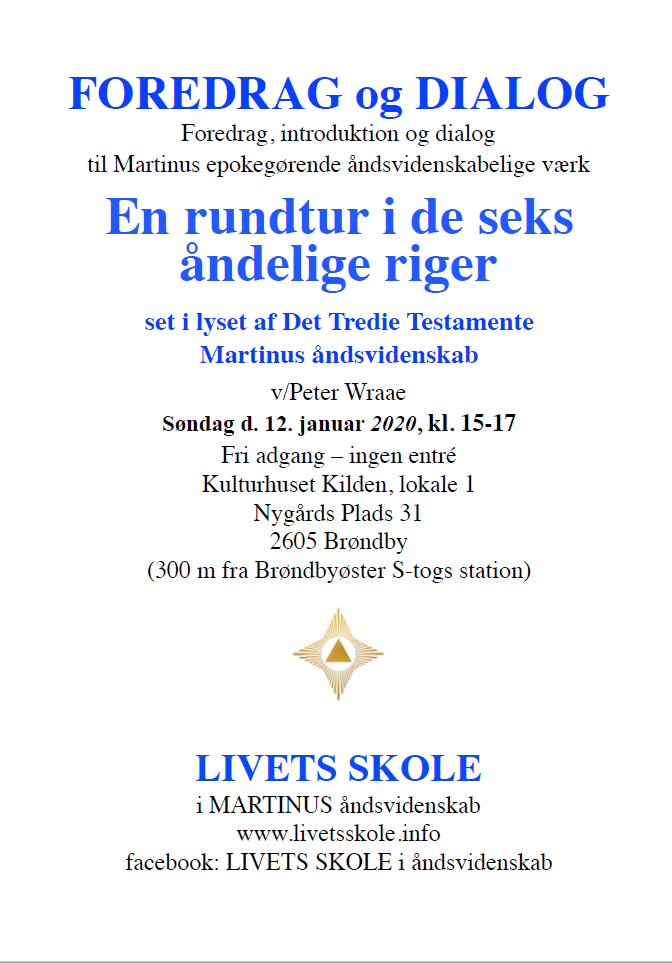 FOREDRAG og DIALOG
Foredrag, introduktion og dialog
til Martinus epokegørende åndsvidenskabelige værk
En rundtur i de seks
åndelige riger
set i lyset af Det Tredie Testamente
Martinus åndsvidenskab
v/Peter Wraae
Søndag d. 12. januar 2020, kl. 15-17
Fri adgang – ingen entré
Kulturhuset Kilden, lokale 1
Nygårds Plads 31
2605 Brøndby
(300 m fra Brøndbyøster S-togs station)
LIVETS SKOLE
i MARTINUS åndsvidenskab
www.livetsskole.info
facebook: LIVETS SKOLE i åndsvidenskab